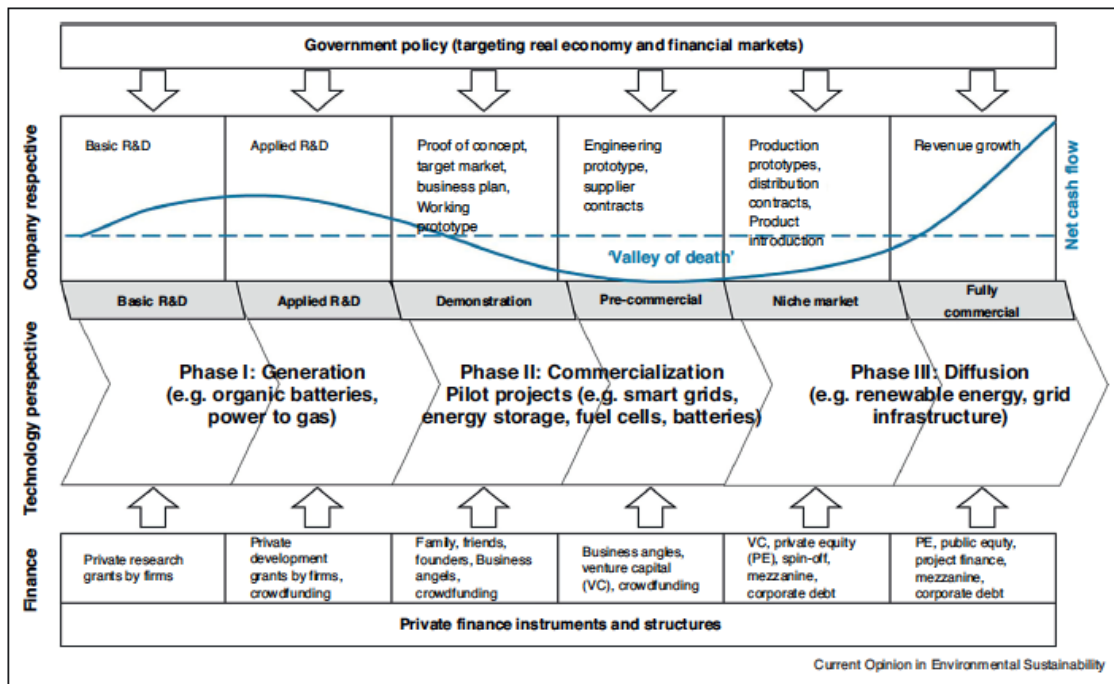 Government policy (targeting real economy and financial markets)
Company respective
Basic R&D
Applied R&D
Proof of concept,
target market,
business plan,
Working
prototype
Engineering
prototype,
supplier
contracts
Production
prototypes,
distribution
contracts,
Product
introduction
Revenue growth
Net cash flow
'Valley of death'
Basic R&D
Applied R&D
Demonstration
Pre-commercial
Niche market
Fully
commercial
Technology perspective
Phase I: Generation
(e.g. organic batteries,
power to gas)
Phase II: Commercialization
Pilot projects (e.g. smart grids,
energy storage, fuel cells, batteries)
Phase III: Diffusion
(e.g. renewable energy, grid
infrastructure)
Finance
Private research
grants by firms
Private
development
grants by firms,
crowdfunding
Family, friends,
founders, Business
angels,
crowdfunding
Business angles,
venture capital
(VC), crowdfunding
VC, private equity
(PE), spin-off,
mezzanine,
corporate debt
PE, public equty,
project finance,
mezzanine,
corporate debt
Private finance instruments and structures
Current Opinion in Environmental Sustainability